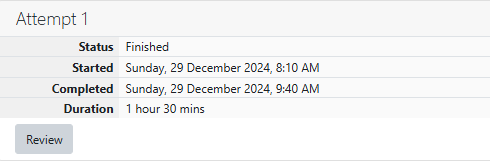 Attempt 1
Status Finished
Started Sunday, 29 December 2024, 8:10 AM
Completed Sunday, 29 December 2024, 9:40 AM
Duration 1 hour 30 mins
Review